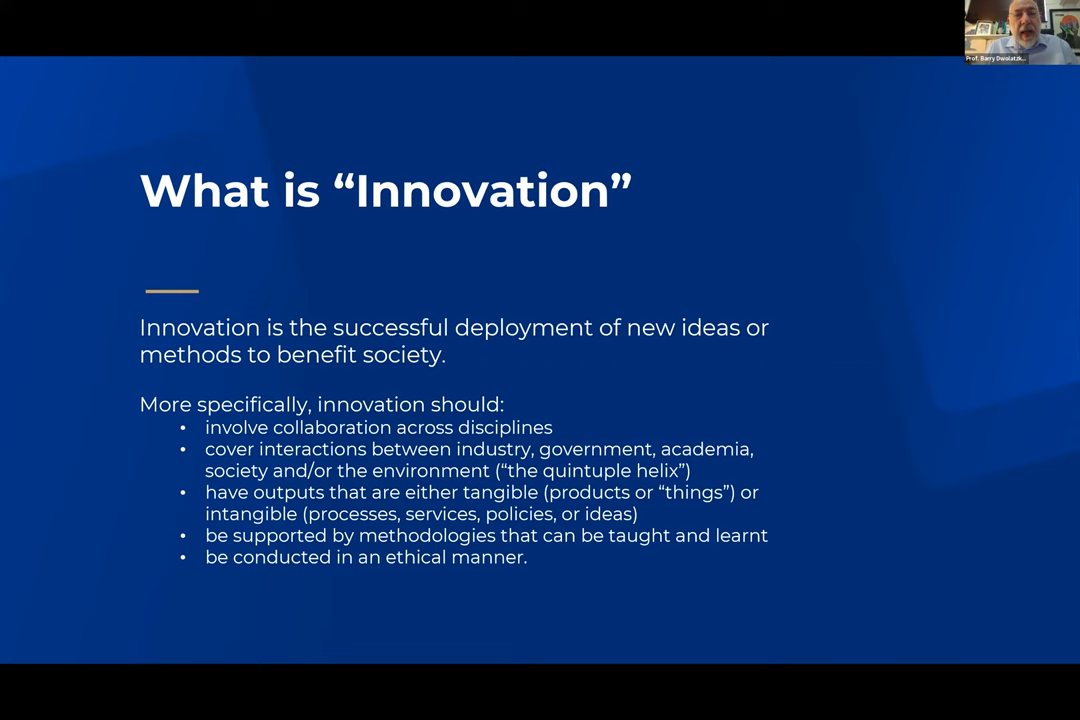 Prof. Barry Dwolatzk...
What is “Innovation”
Innovation is the successful deployment of new ideas or
methods to benefit society.
More specifically, innovation should:
• involve collaboration across disciplines
• cover interactions between industry, government, academia,
society and/or the environment (“the quintuple helix”)
• have outputs that are either tangible (products or “things”) or
intangible (processes, services, policies, or ideas)
• be supported by methodologies that can be taught and learnt
• be conducted in an ethical manner.